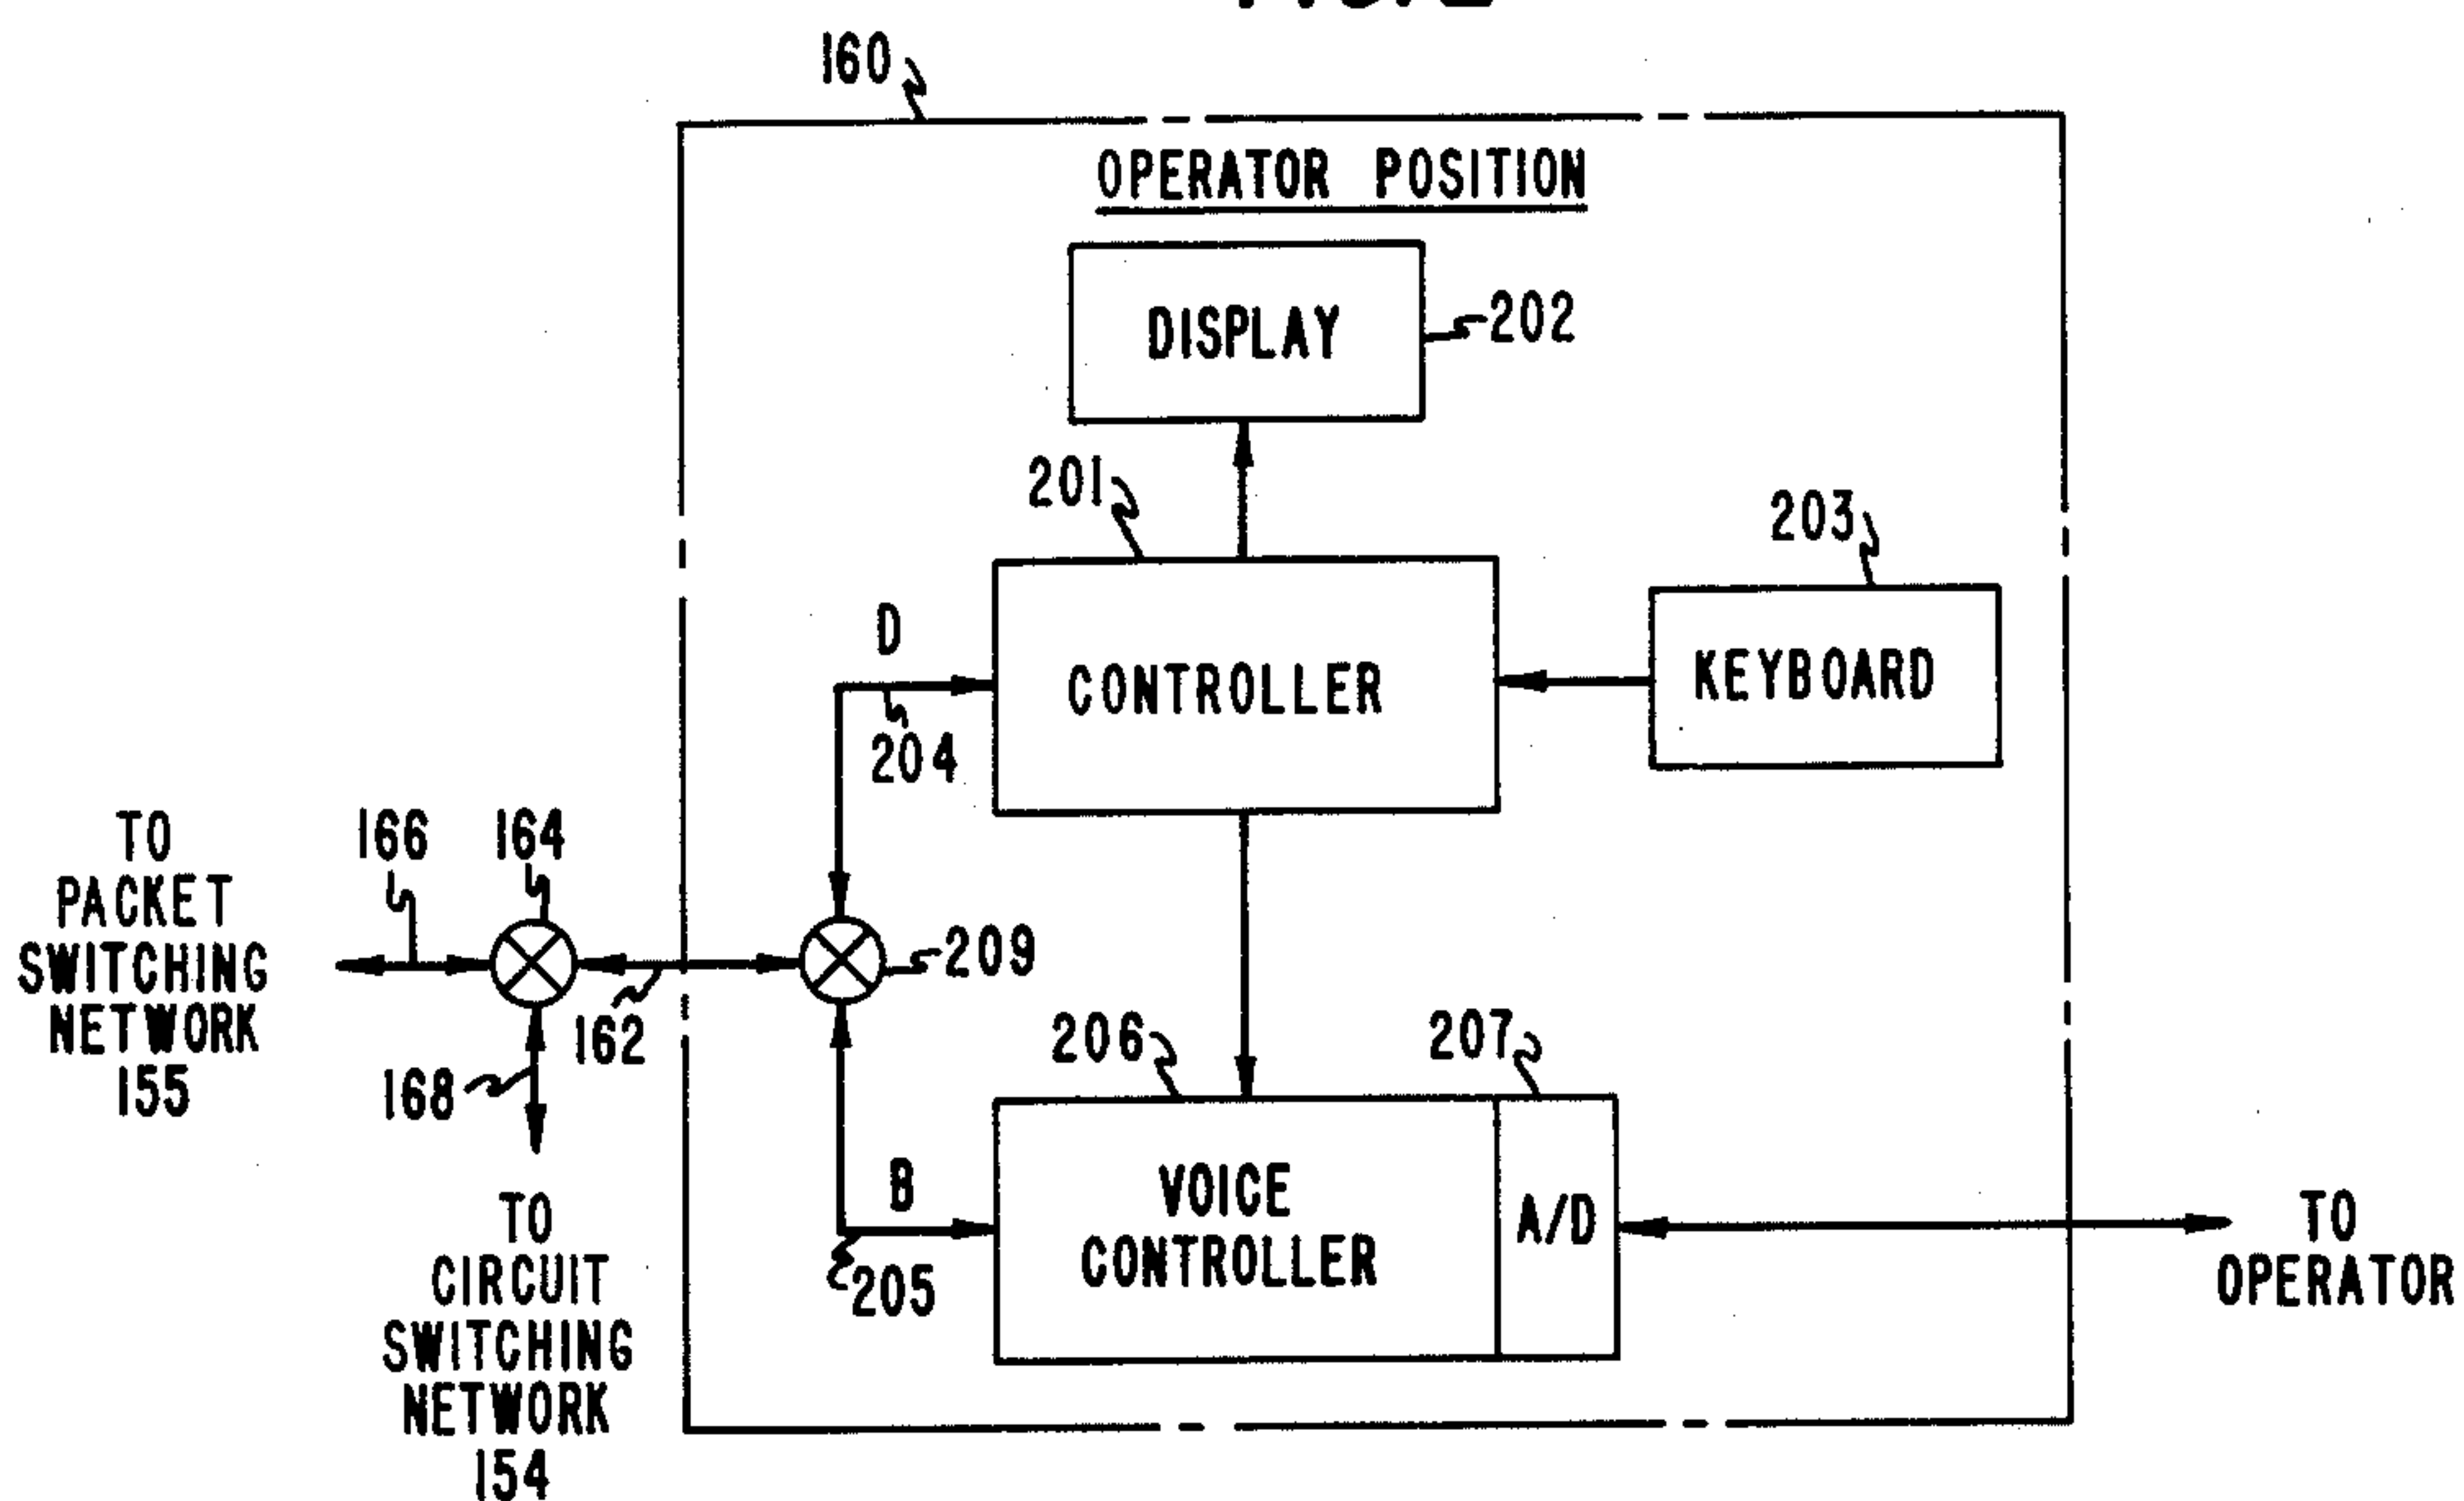 160
OPERATOR POSITION
DISPLAY
202
201
203
D
CONTROLLER
KEYBOARD
204
TO
PACKET
SWITCHING
NETWORK
155
166
164
209
162
168
206
207
B
VOICE
CONTROLLER
A/D
205
TO
OPERATOR
TO
CIRCUIT
SWITCHING
NETWORK
154